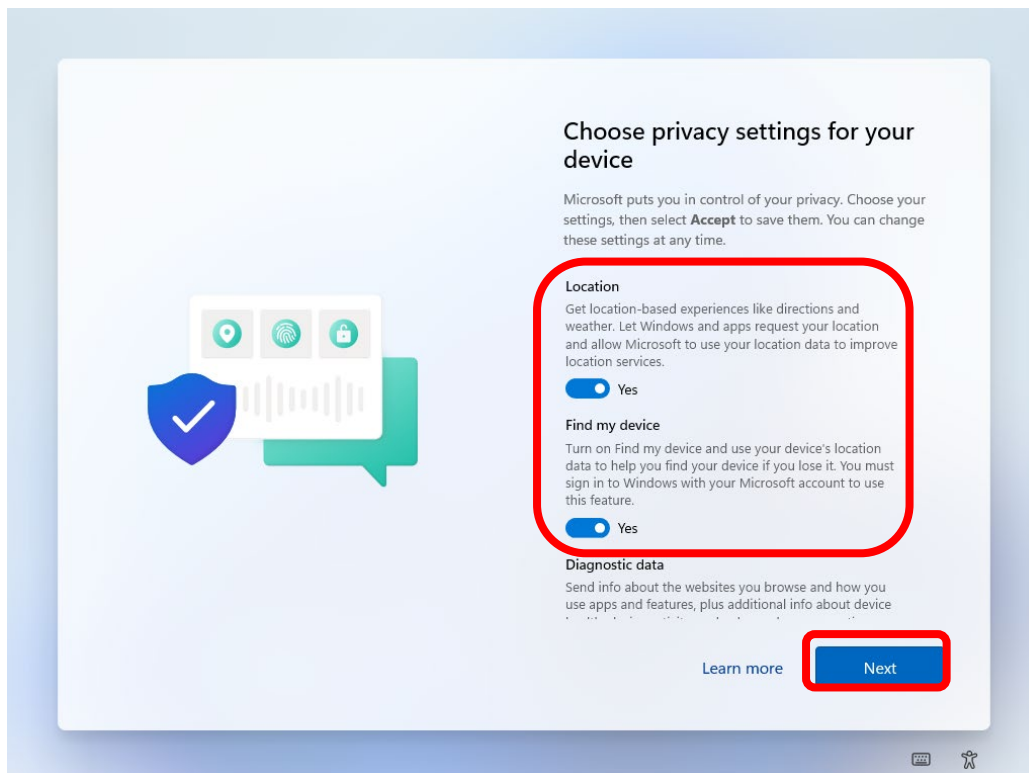 Choose privacy settings for your
device
Microsoft puts you in control of your privacy. Choose your
settings, then select Accept to save them. You can change
these settings at any time.
Location
Get location-based experiences like directions and
weather. Let Windows and apps request your location
and allow Microsoft to use your location data to improve
location services.
Yes
Find my device
Turn on Find my device and use your device's location
data to help you find your device if you lose it. You must
sign in to Windows with your Microsoft account to use
this feature.
Yes
Diagnostic data
Send info about the websites you browse and how you
use apps and features, plus additional info about device
Learn more
Next